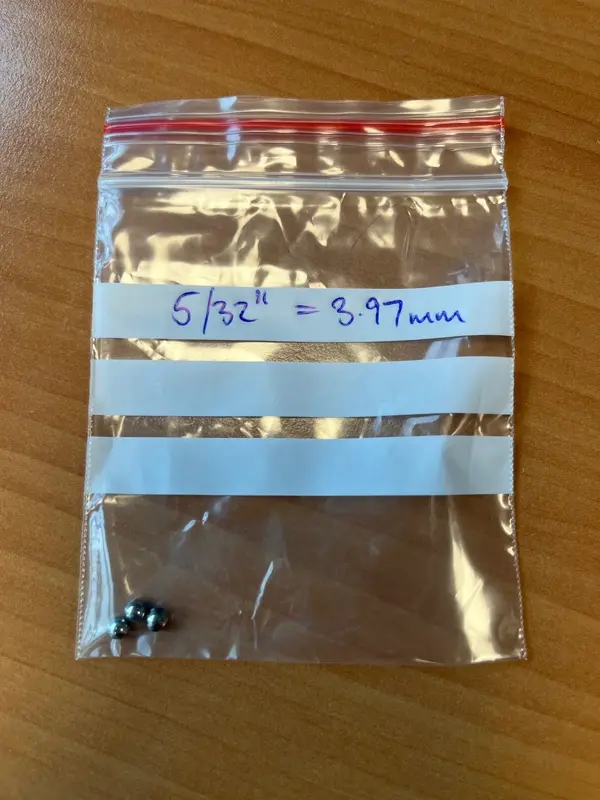 5/32" = 3.97mm